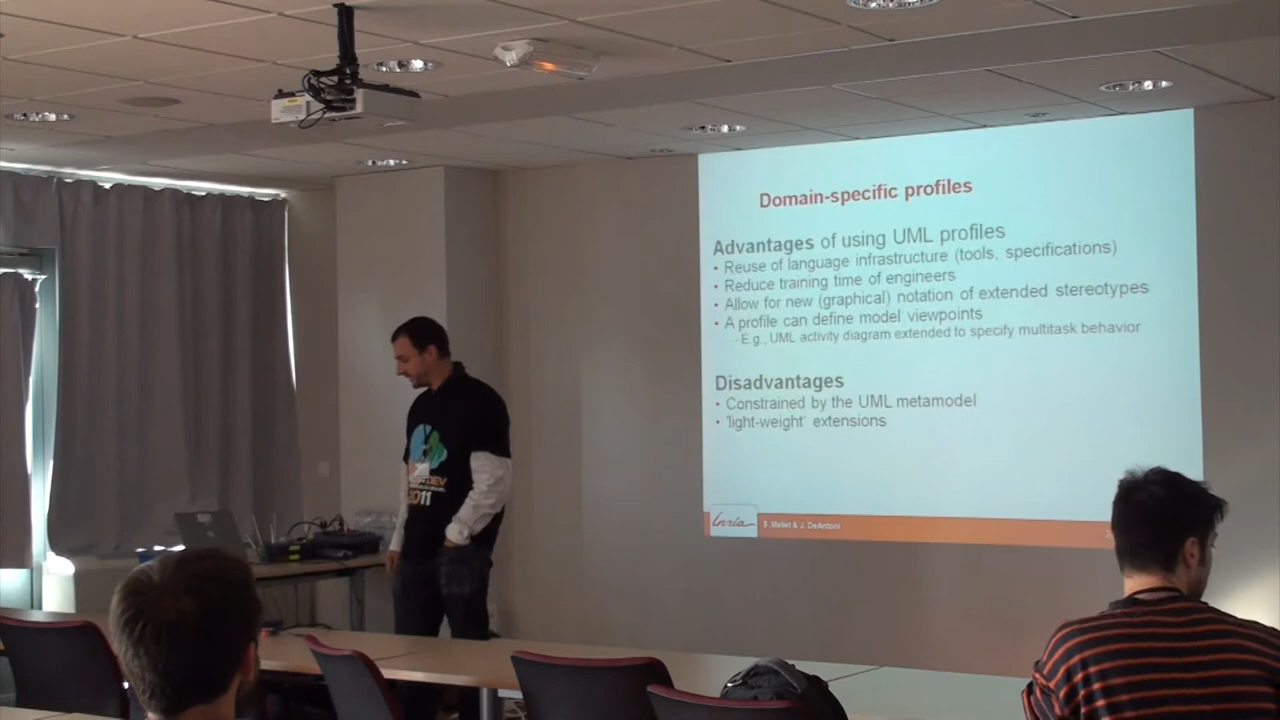 Domain-specific profiles
Advantages of using UML profiles
• Reuse of language infrastructure (tools, specifications)
• Reduce training time of engineers
• Allow for new (graphical) notation of extended stereotypes
• A profile can define model viewpoints
- E.g., UML activity diagram extended to specify multitask behavior
Disadvantages
• Constrained by the UML metamodel
• 'light-weight' extensions
Inria
F. Mallet & J. DeAntoni
2011